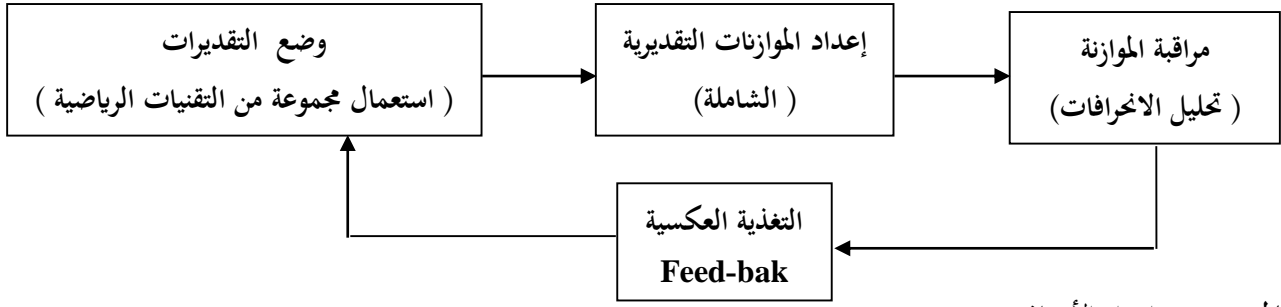 وضع التقديرات
( استعمال مجموعة من التقنيات الرياضية )
إعداد الموازنات التقديرية
( الشاملة)
مراقبة الموازنة
( تحليل الانحرافات)
التغذية العكسية
Feed-bak